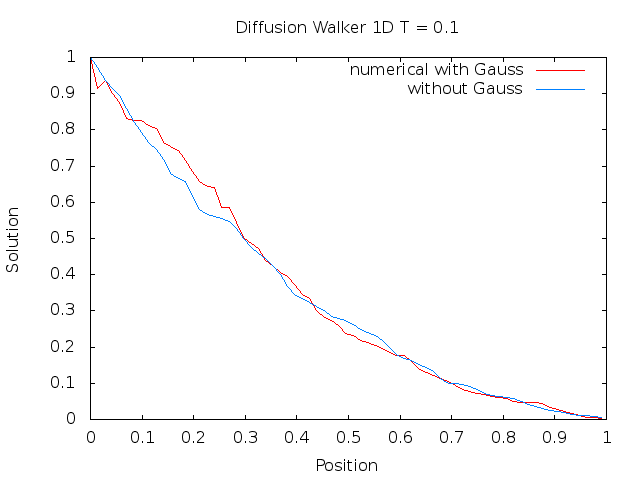 Diffusion Walker 1D T = 0.1
numerical with Gauss
without Gauss
1
0.9
0.8
0.7
0.6
0.5
0.4
0.3
0.2
0.1
0
Solution
0 0.1 0.2 0.3 0.4 0.5 0.6 0.7 0.8 0.9 1
Position